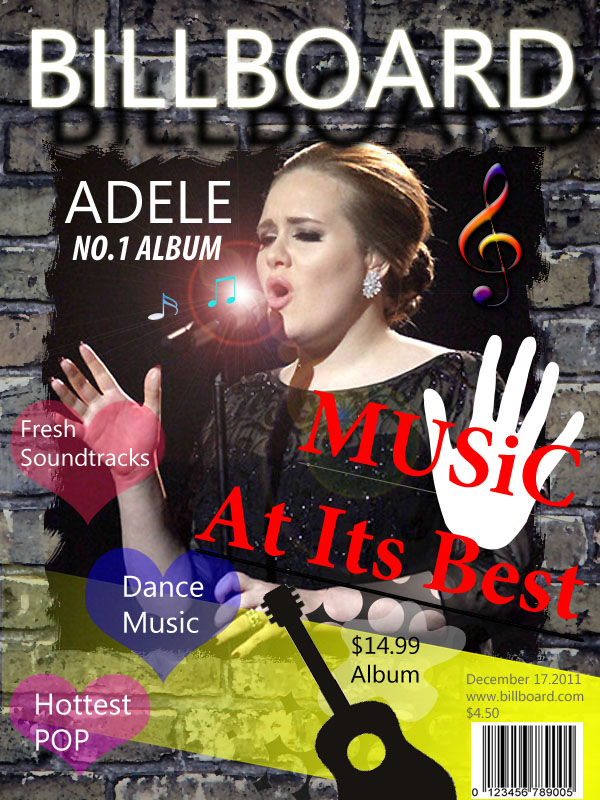 BILLBOARD
ADELE
NO.1 ALBUM
MUSiC
At Its Best
Fresh
Soundtracks
Dance
Music
$14.99
Album
Hottest
POP
December 17.2011
www.billboard.com
$4.50
0 123456 789005